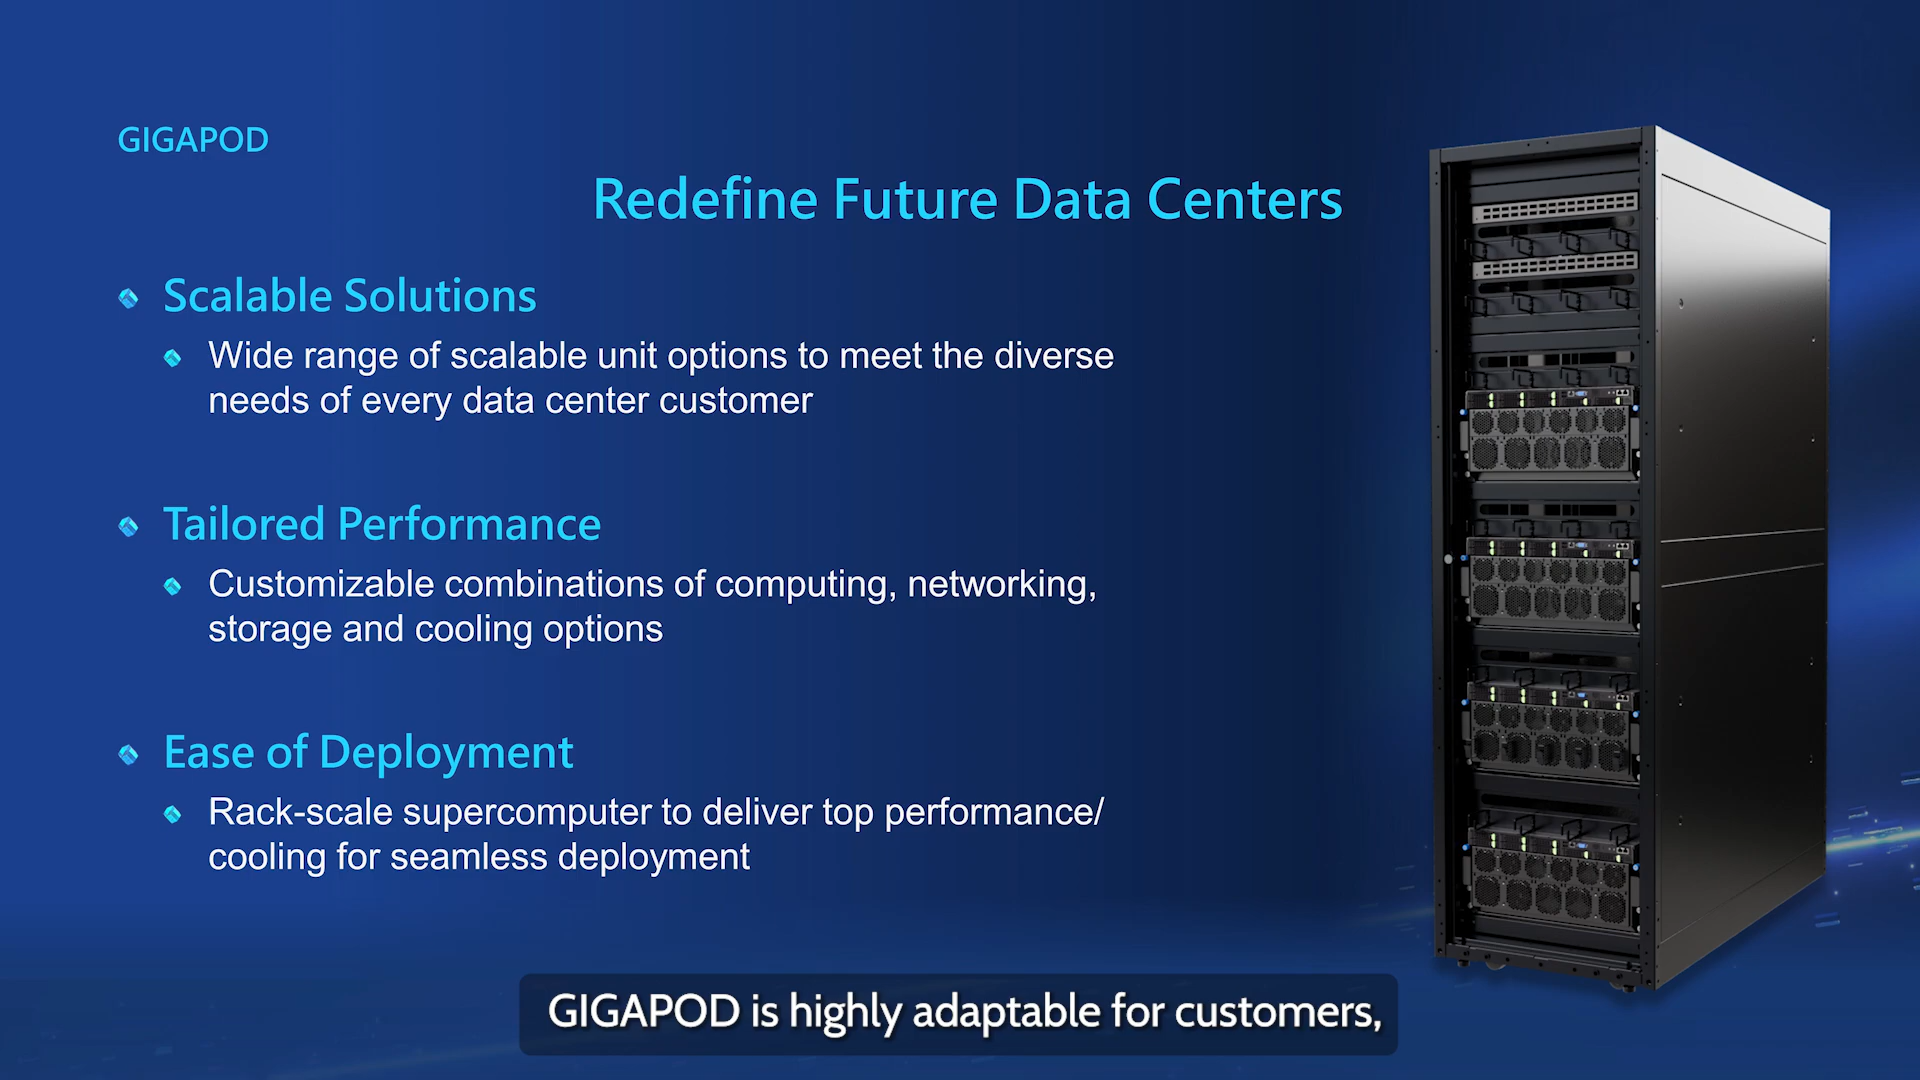 GIGAPOD
Redefine Future Data Centers
Scalable Solutions
Wide range of scalable unit options to meet the diverse
needs of every data center customer
Tailored Performance
Customizable combinations of computing, networking,
storage and cooling options
Ease of Deployment
Rack-scale supercomputer to deliver top performance/
cooling for seamless deployment
GIGAPOD is highly adaptable for customers,